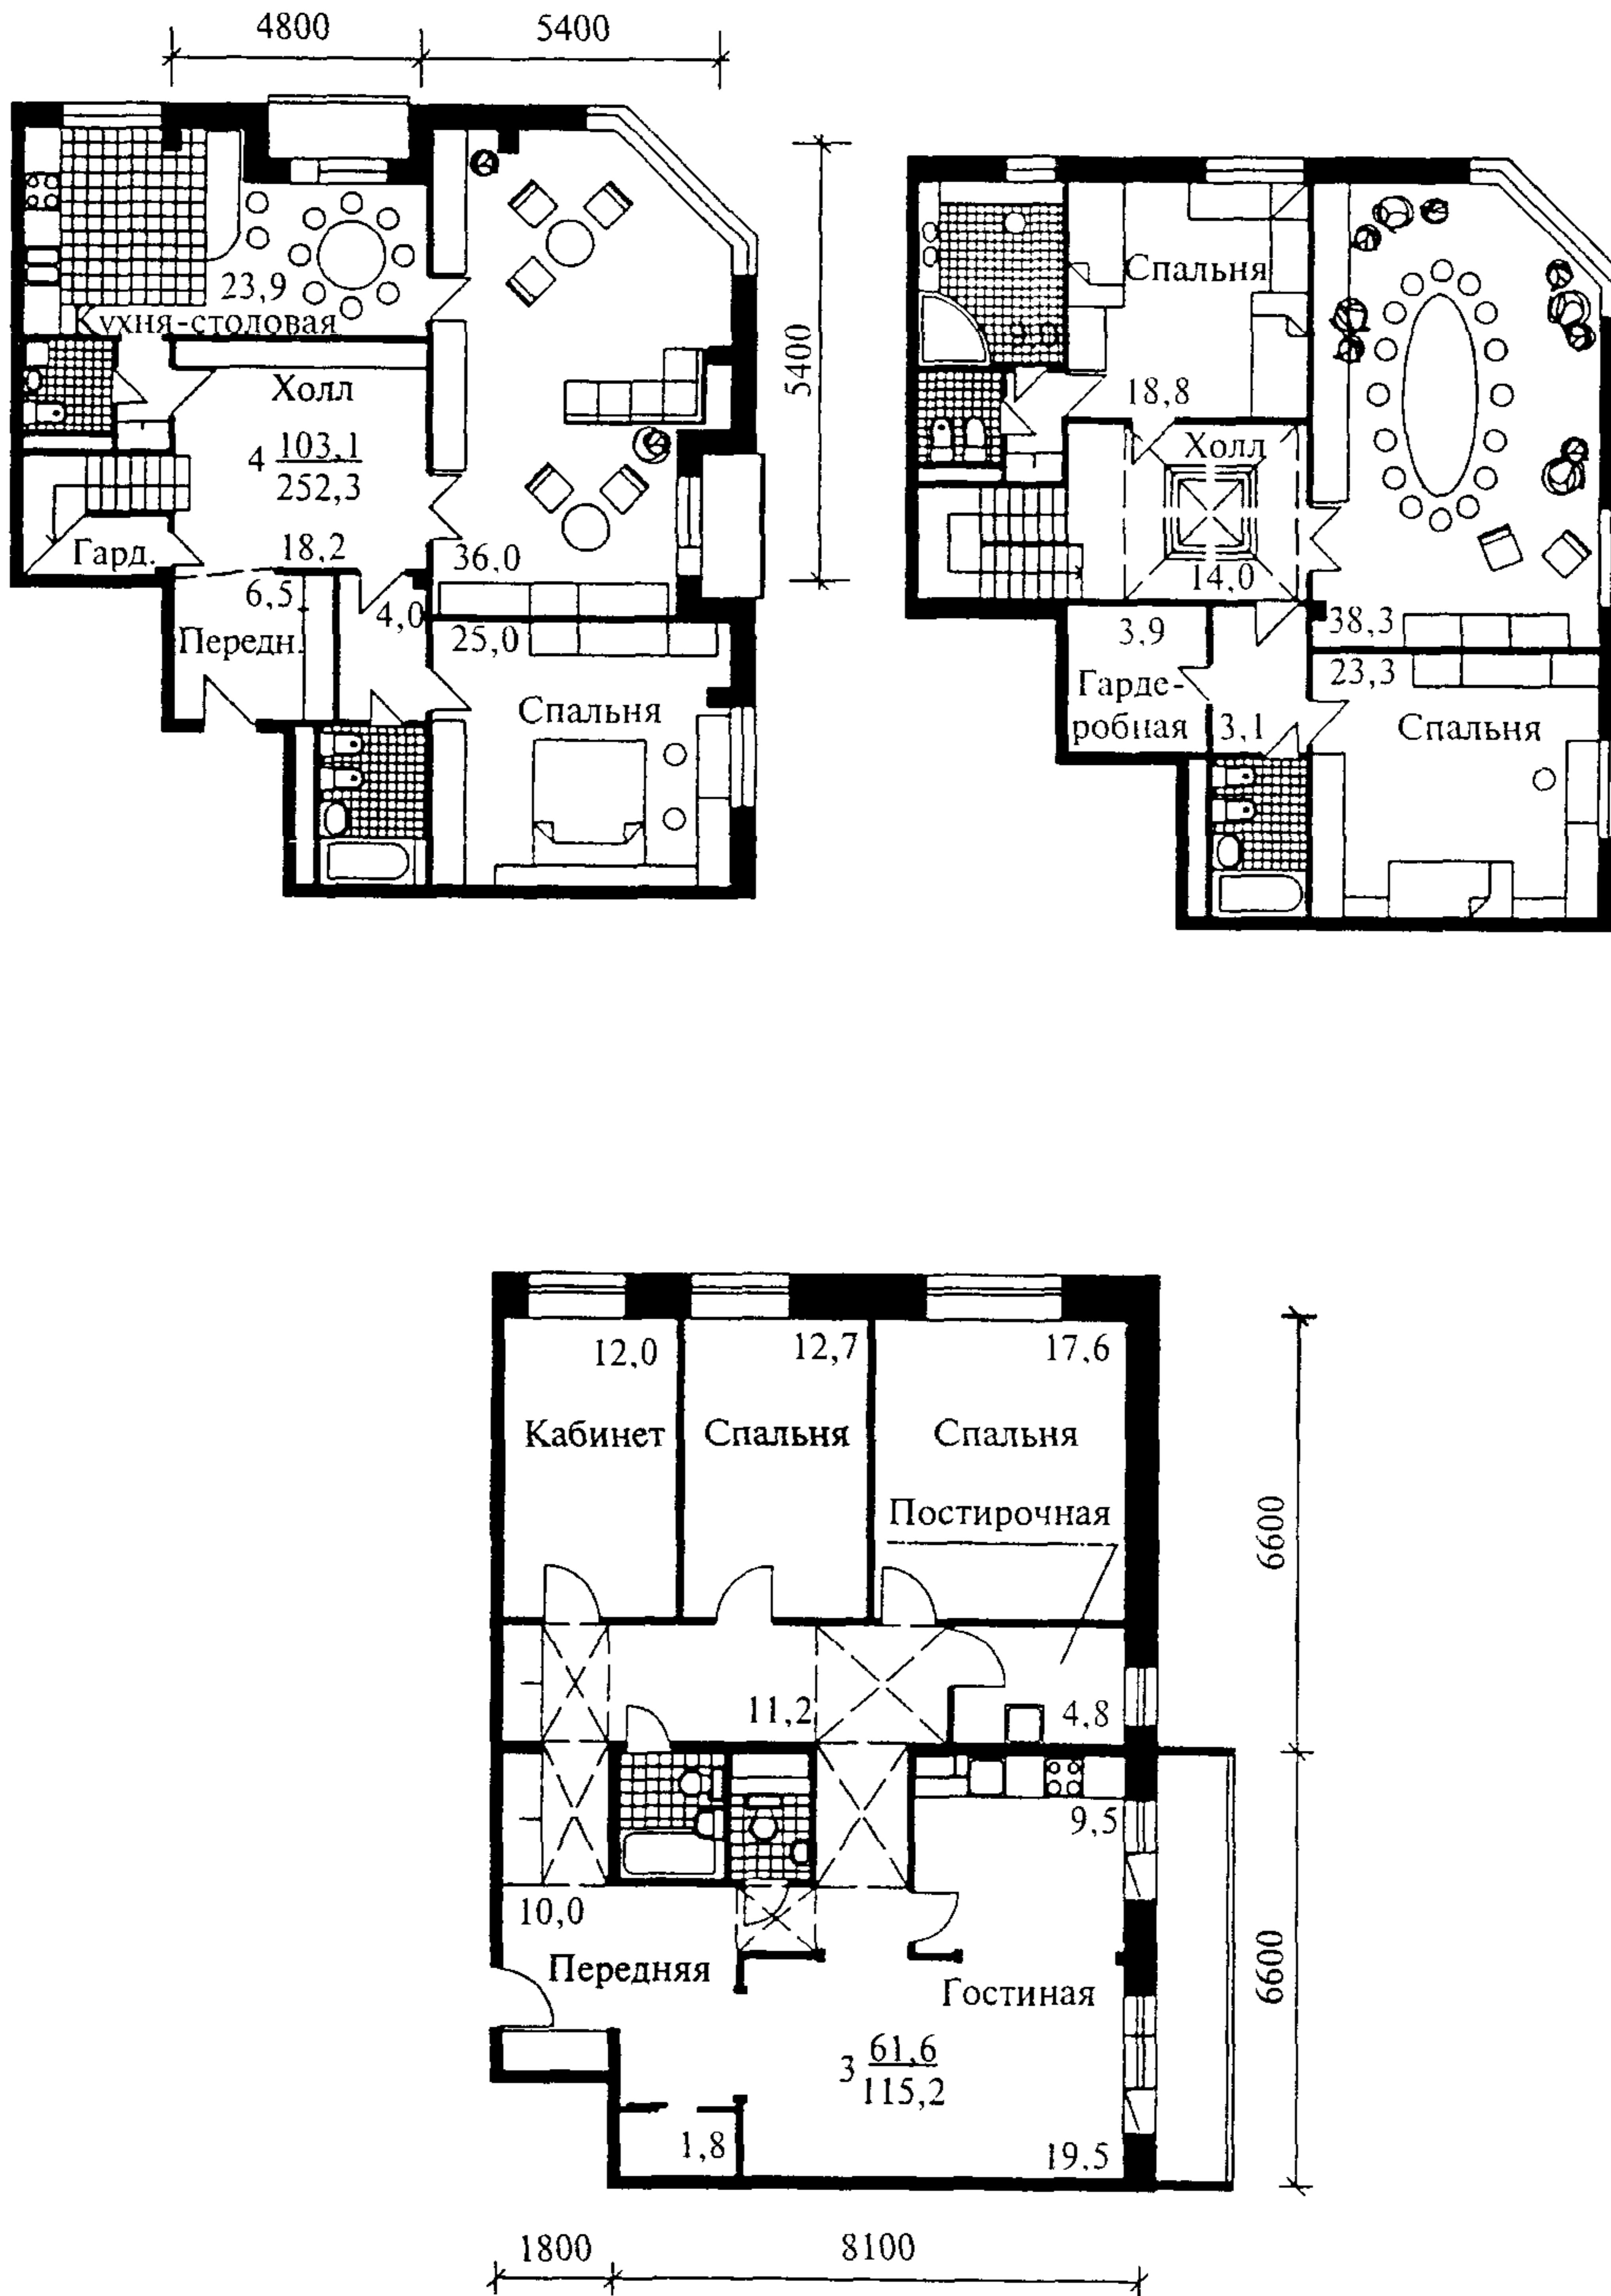 4800
5400
5400
23,9
Кухня-столовая
Холл
4 103,1
252,3
Гард.
18,2
6,5
Передн.
4,0
36,0
25,0
Спальня
Спальня
18,8
Холл
14,0
38,3
3,9
Гарде-
робная
3,1
23,3
Спальня
12,0
12,7
17,6
Кабинет
Спальня
Спальня
Постирочная
6600
11,2
4,8
9,5
10,0
Передняя
Гостиная
6600
3 61,6
115,2
1,8
19,5
1800
8100